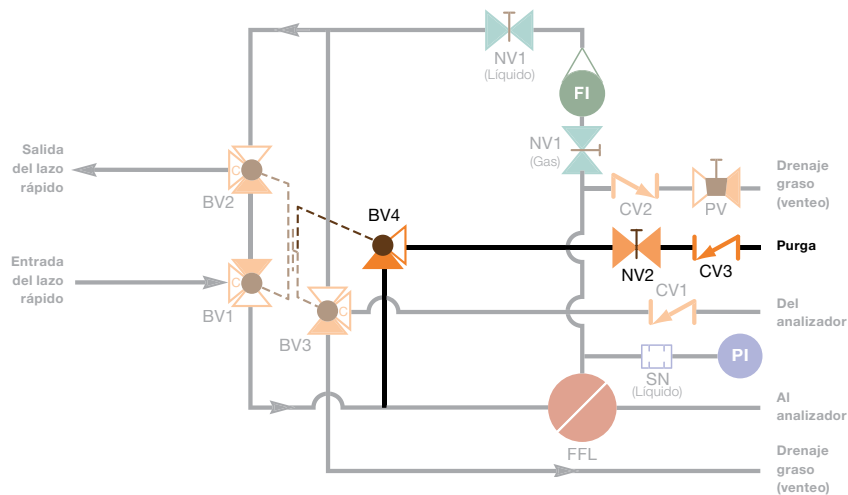 NV1
(Líquido)
FI
NV1
(Gas)
Salida
del lazo
rápido
C
BV2
CV2
PV
Drenaje
graso
(venteo)
BV4
Purga
NV2
CV3
Entrada
del lazo
rápido
C
BV1
C
BV3
CV1
Del
analizador
PI
SN
(Líquido)
Al
analizador
FFL
Drenaje
graso
(venteo)